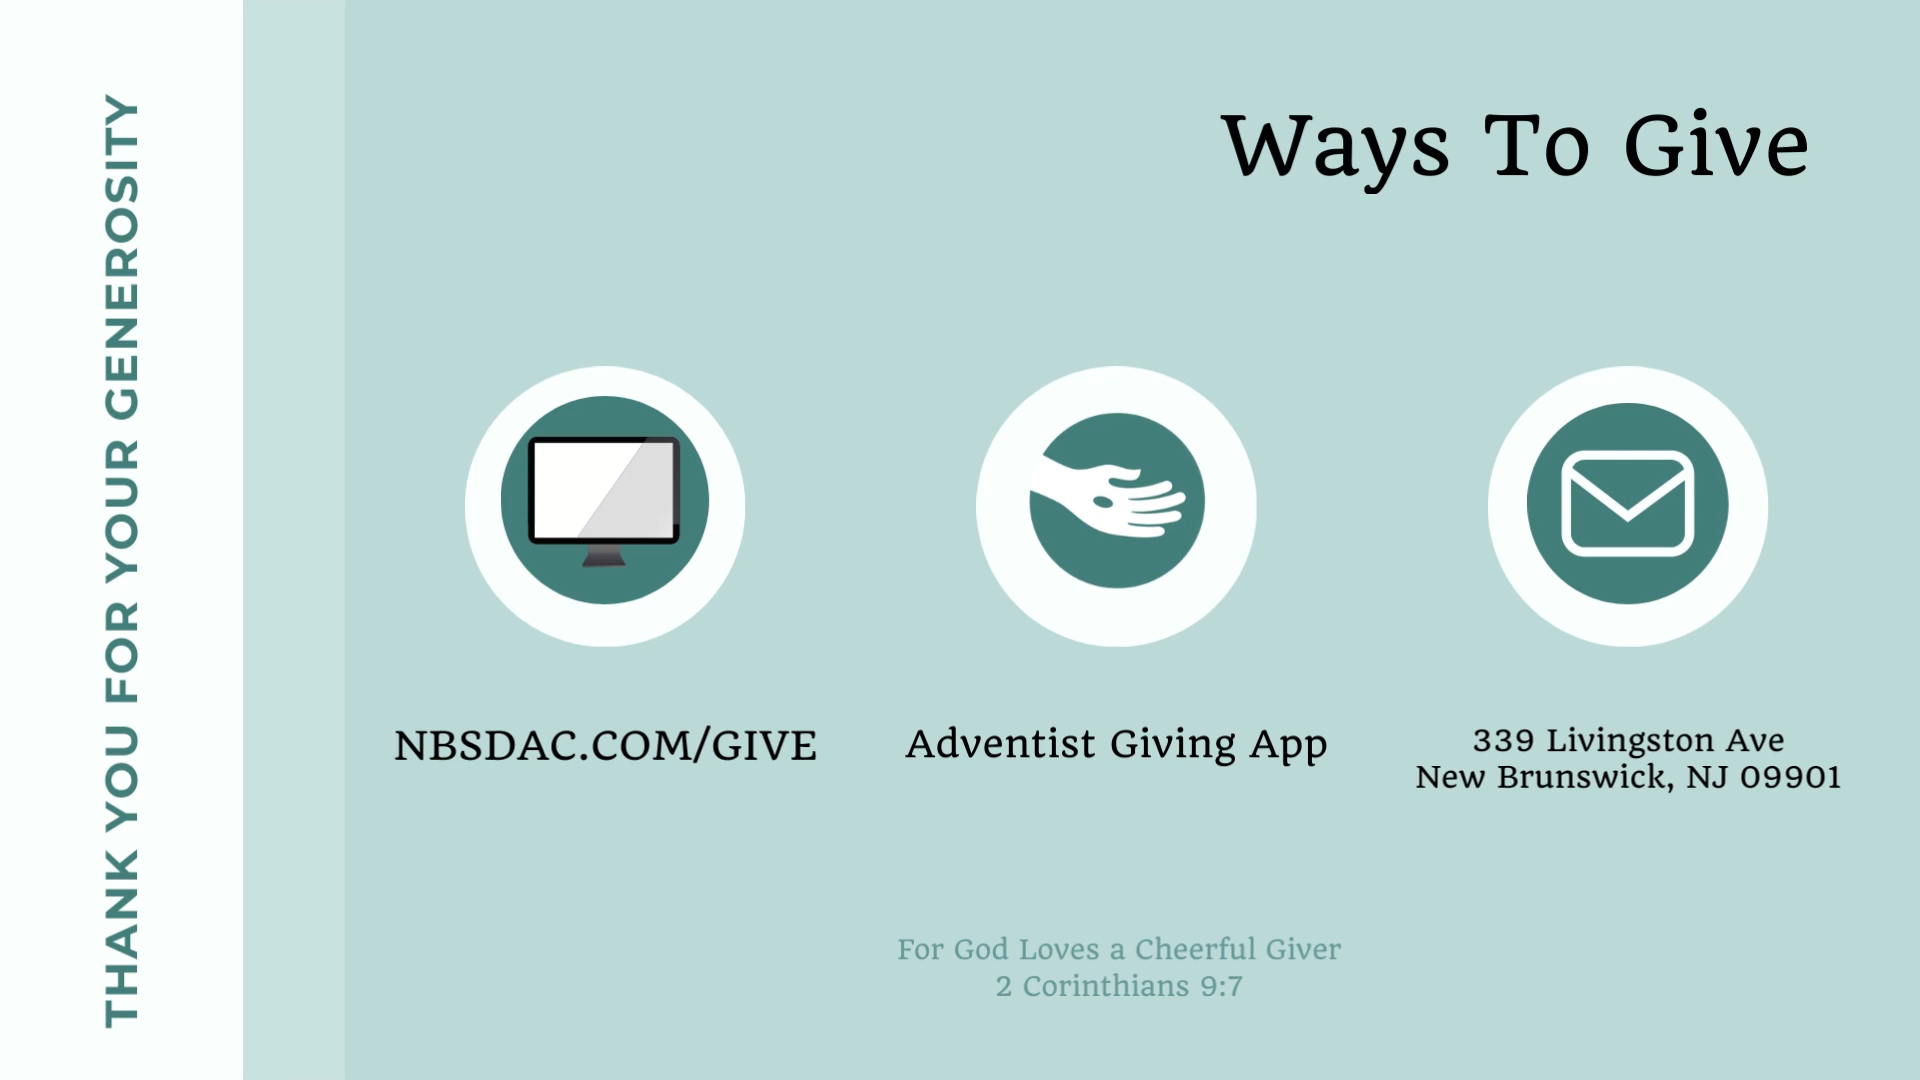 THANK YOU FOR YOUR GENEROSITY
Ways To Give
NBSDAC.COM/GIVE
Adventist Giving App
339 Livingston Ave
New Brunswick, NJ 09901
For God Loves a Cheerful Giver
2 Corinthians 9:7